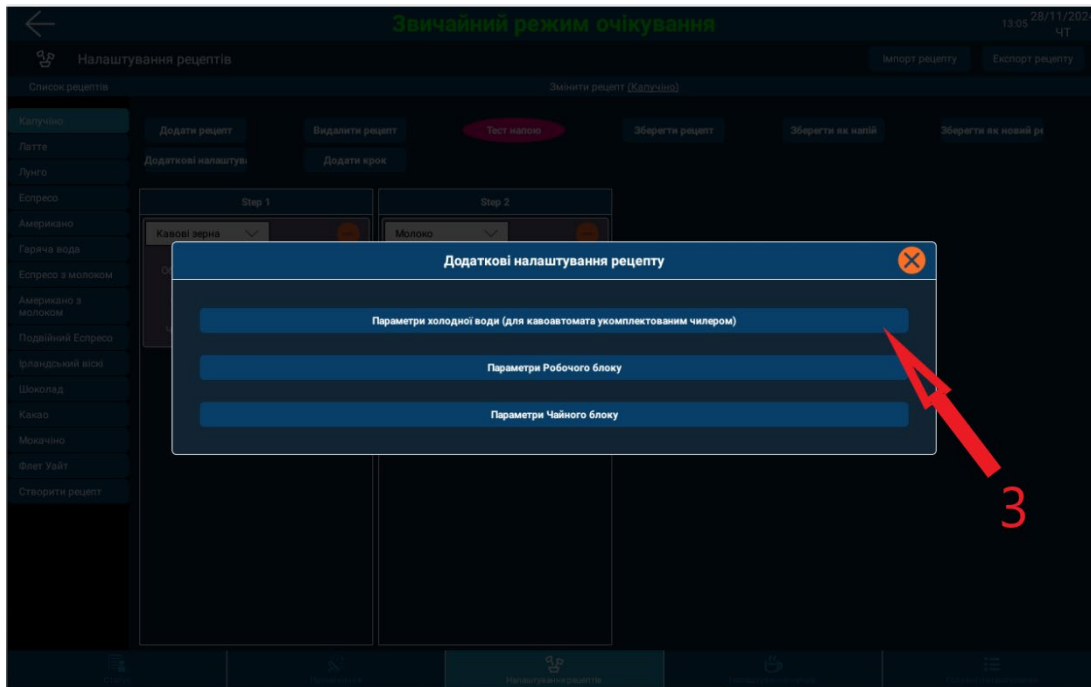 Звичайний режим очікування
13:05 28/11/202
ЧТ
Налаштування рецептів
Імпорт рецепту
Експорт рецепту
Список рецептів
Змінити рецепт (Капучіно)
Капучіно
Латте
Лунго
Еспресо
Американо
Гаряча вода
Еспресо з молоком
Американо з
молоком
Подвійний Еспресо
Ірландський віскі
Шоколад
Какао
Мокачіно
Флет Уайт
Створити рецепт
Додати рецепт
Видалити рецепт
Тест напою
Зберегти рецепт
Зберегти як напій
Зберегти як новий ре
Додаткові налаштува
Додати крок
Step 1
Step 2
Кавові зерна
Молоко
Додаткові налаштування рецепту
Параметри холодної води (для кавоавтомата укомплектованим чилером)
Параметри Робочого блоку
Параметри Чайного блоку
3
Налаштування рецептів